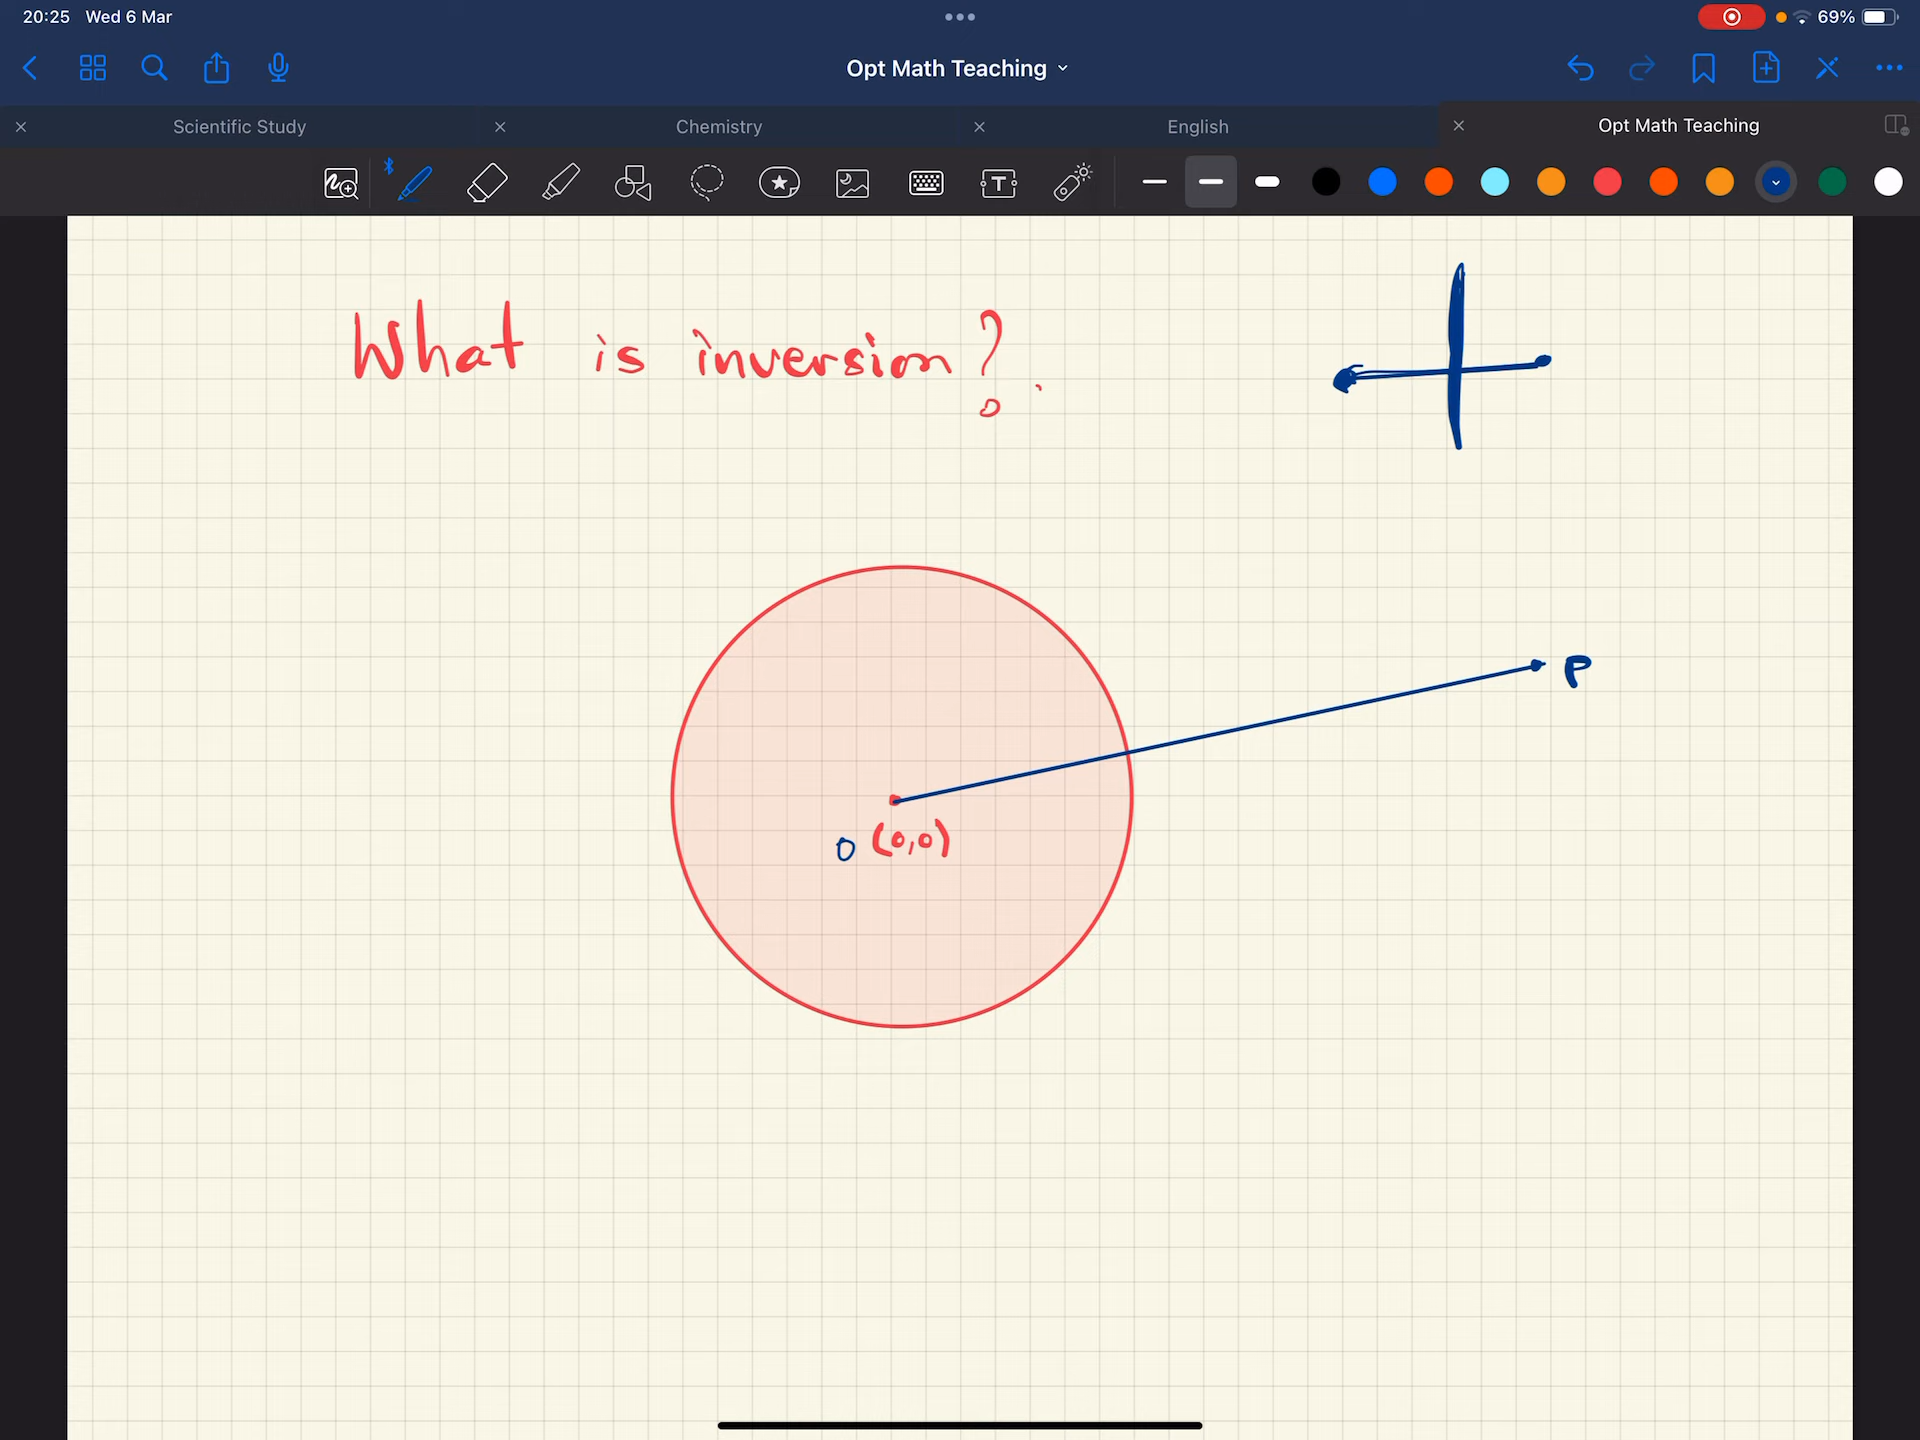 20:25 Wed 6 Mar
69%
Opt Math Teaching
Scientific Study
Chemistry
English
Opt Math Teaching
T
What is inversion?
P
O (0,0)